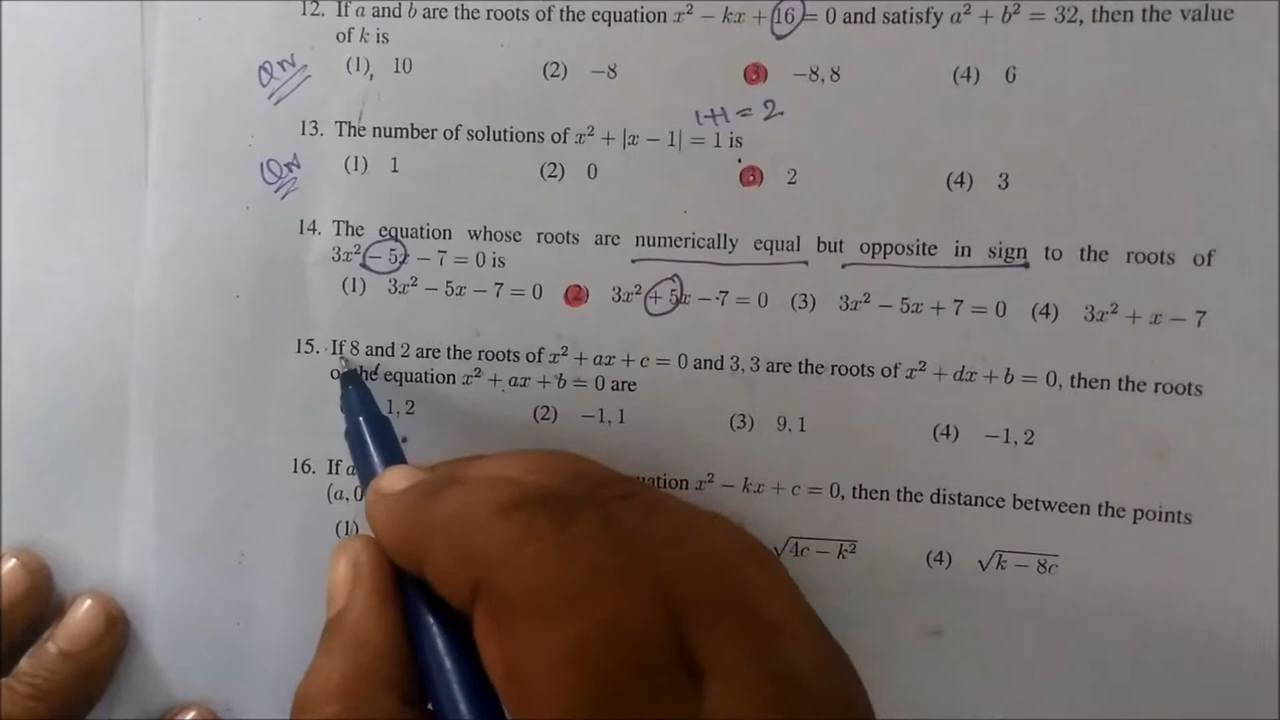 12. If a and b are the roots of the equation x² − kx + 16 = 0 and satisfy a² + b² = 32, then the value
of k is
(1) 10 (2) −8 (3) −8, 8 (4) 6
1+1 = 2
13. The number of solutions of x² + |x − 1| = 1 is
(1) 1 (2) 0 (3) 2 (4) 3
14. The equation whose roots are numerically equal but opposite in sign to the roots of
3x² − 5x − 7 = 0 is
(1) 3x² − 5x − 7 = 0 (2) 3x² + 5x − 7 = 0 (3) 3x² − 5x + 7 = 0 (4) 3x² + x − 7
15. If 8 and 2 are the roots of x² + ax + c = 0 and 3, 3 are the roots of x² + dx + b = 0, then the roots
the equation x² + ax + b = 0 are
1, 2 (2) −1, 1 (3) 9, 1 (4) −1, 2
16. If a x² − kx + c = 0, then the distance between the points
(a, 0
(1) √4c − k² (4) √k − 8c